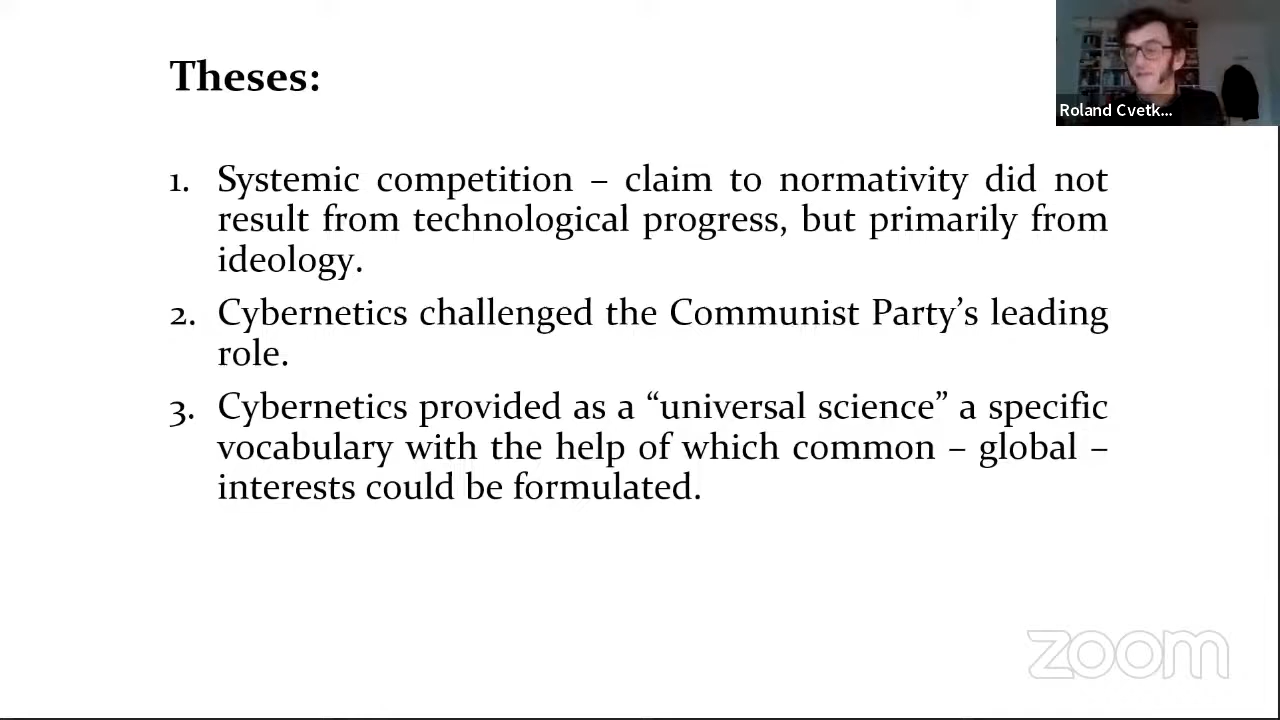 Theses:
Roland Cvetk...
1. Systemic competition – claim to normativity did not
result from technological progress, but primarily from
ideology.
2. Cybernetics challenged the Communist Party’s leading
role.
3. Cybernetics provided as a “universal science” a specific
vocabulary with the help of which common – global –
interests could be formulated.
zoom